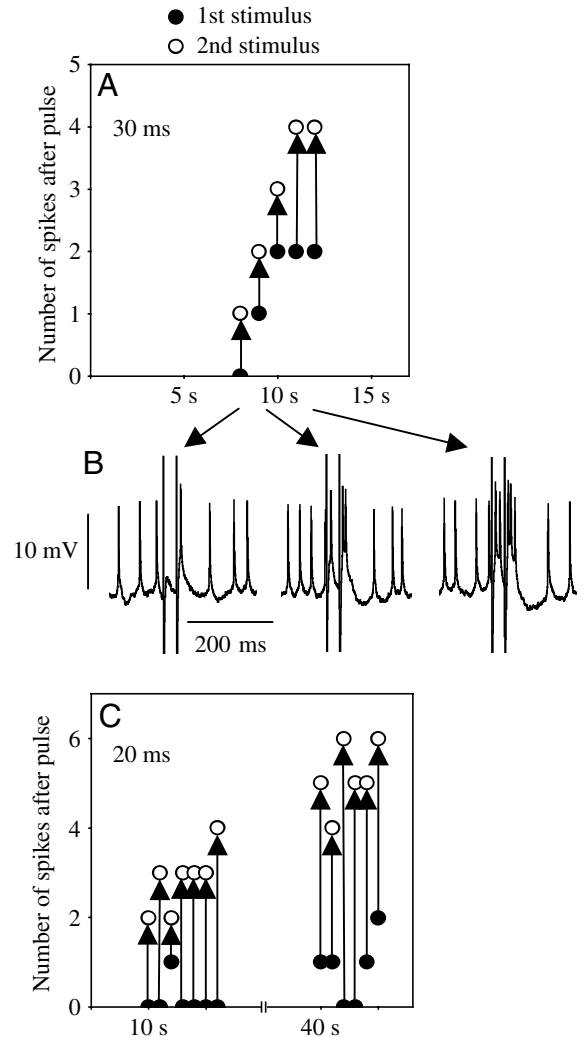 1st stimulus
2nd stimulus
A
30 ms
Number of spikes after pulse
5
4
3
2
1
0
5 s 10 s 15 s
B
10 mV
200 ms
C
20 ms
Number of spikes after pulse
6
4
2
0
10 s 40 s